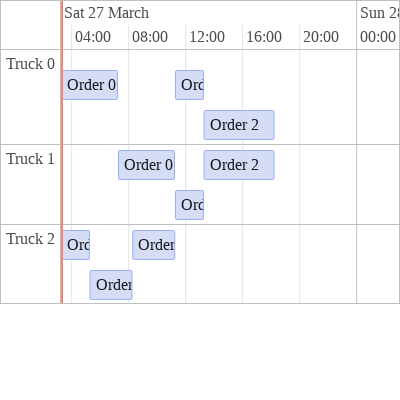 Sat 27 March Sun 28
04:00 08:00 12:00 16:00 20:00 00:00
Truck 0
Order 0 Ord
Order 2
Truck 1
Order 0 Order 2
Ord
Truck 2
Ord Order
Order